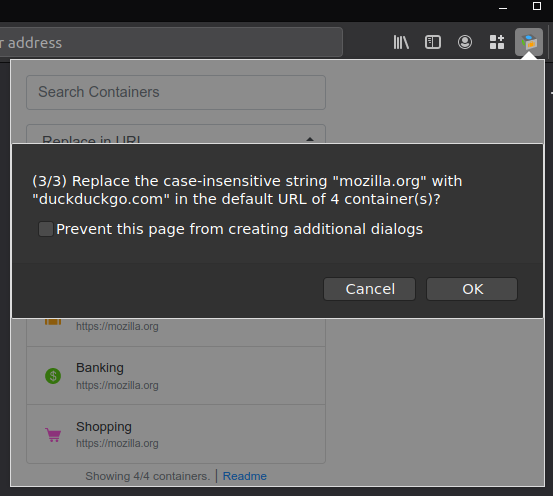 r address
Search Containers
Replace in URL
(3/3) Replace the case-insensitive string "mozilla.org" with
"duckduckgo.com" in the default URL of 4 container(s)?
Prevent this page from creating additional dialogs
Cancel OK
https://mozilla.org
Banking
https://mozilla.org
Shopping
https://mozilla.org
Showing 4/4 containers. | Readme